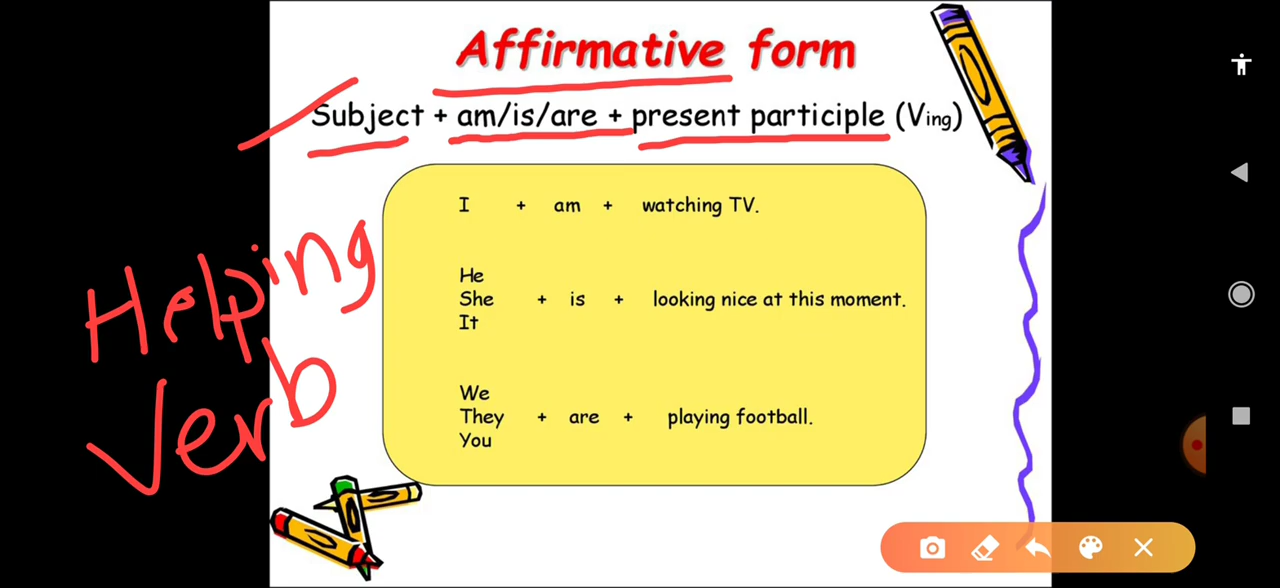 Affirmative form
Subject + am/is/are + present participle (Ving)
I + am + watching TV.
He
She + is + looking nice at this moment.
It
We
They + are + playing football.
You
Helping
Verb